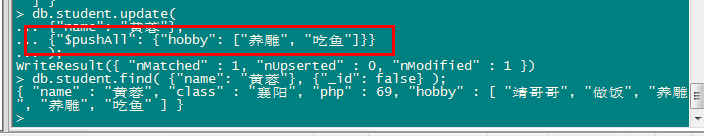 > db.student.update(
... {"name": "黄蓉"},
... {"$pushAll": {"hobby": ["养雕", "吃鱼"]}}
... );
WriteResult({ "nMatched" : 1, "nUpserted" : 0, "nModified" : 1 })
> db.student.find( {"name": "黄蓉"}, {"_id": false} );
{ "name" : "黄蓉", "class" : "襄阳", "php" : 69, "hobby" : [ "靖哥哥", "做饭", "养雕
", "养雕", "吃鱼" ] }
>